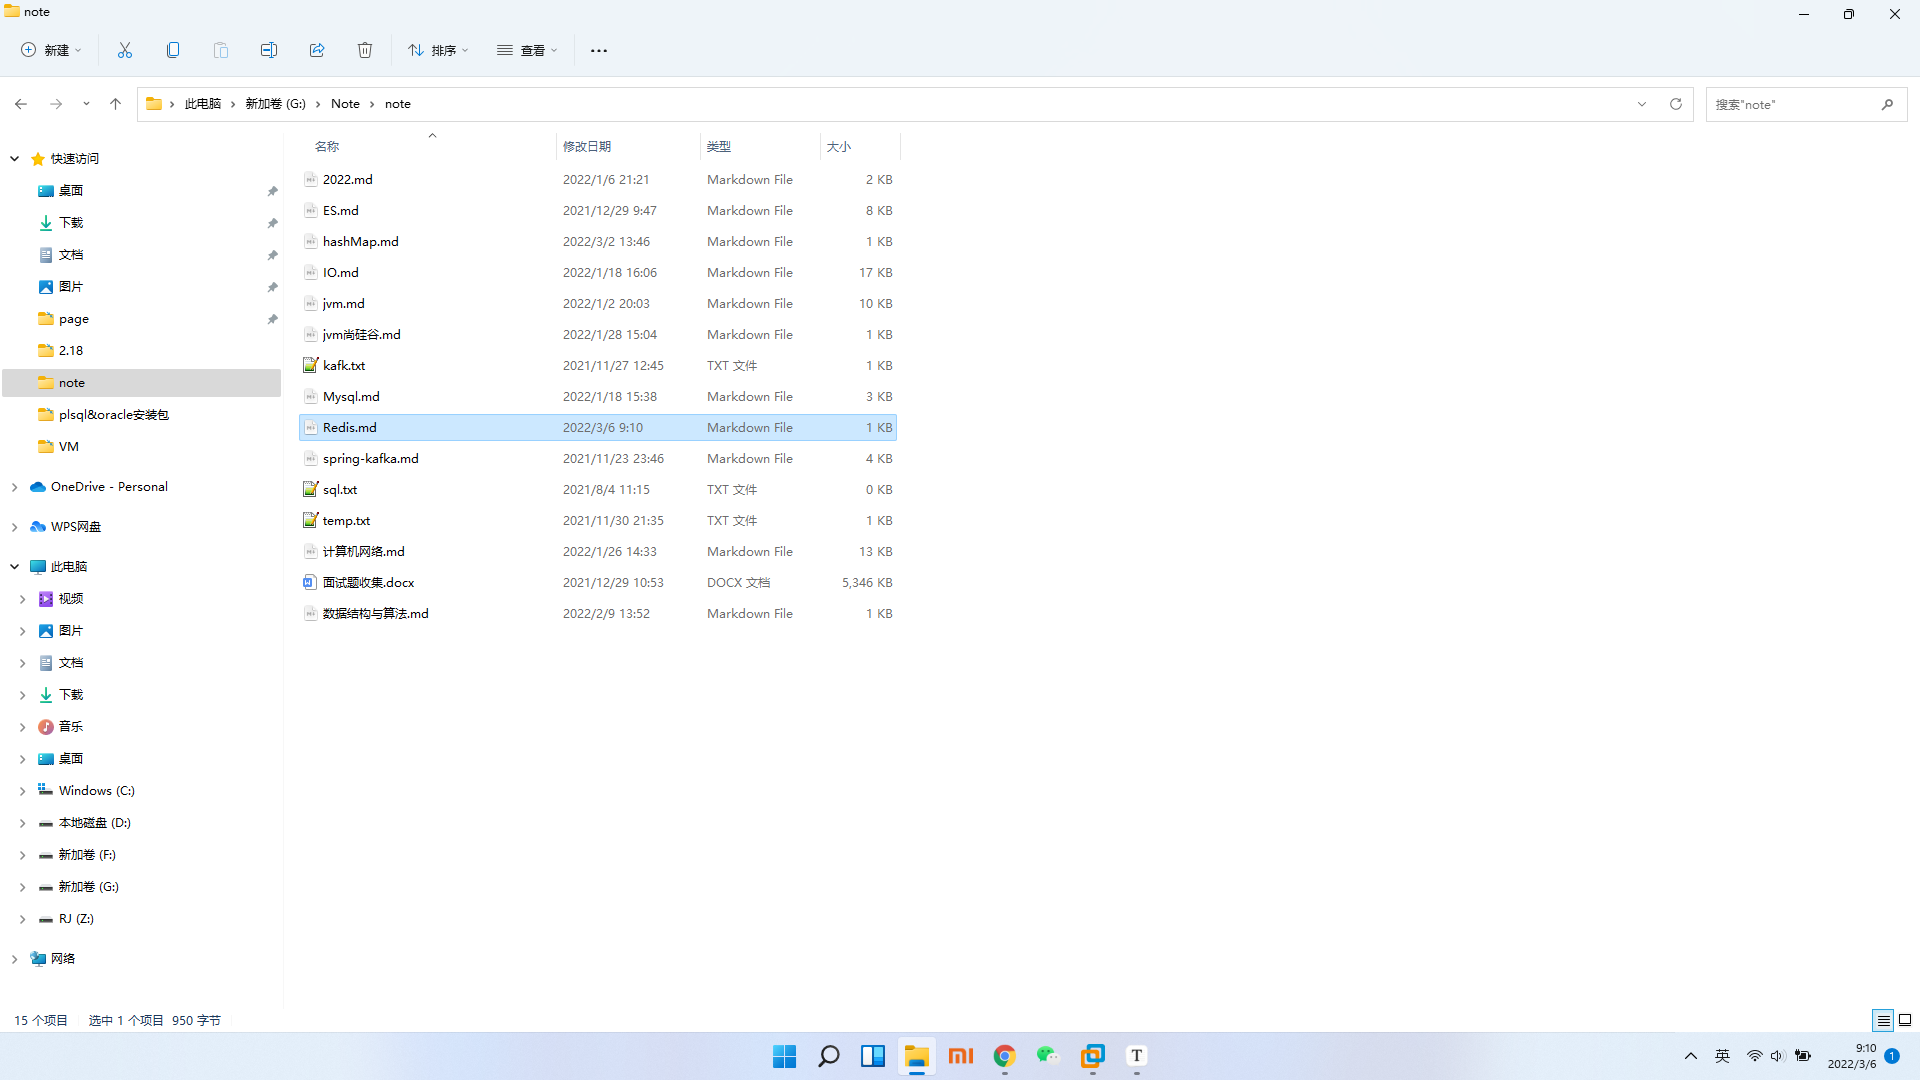 note
新建
排序
查看
此电脑 新加卷 (G:) Note note
搜索"note"
名称 修改日期 类型 大小
快速访问
桌面
下载
文档
图片
page
2.18
note
plsql&oracle安装包
VM
OneDrive - Personal
WPS网盘
此电脑
视频
图片
文档
下载
音乐
桌面
Windows (C:)
本地磁盘 (D:)
新加卷 (F:)
新加卷 (G:)
RJ (Z:)
网络
2022.md 2022/1/6 21:21 Markdown File 2 KB
ES.md 2021/12/29 9:47 Markdown File 8 KB
hashMap.md 2022/3/2 13:46 Markdown File 1 KB
IO.md 2022/1/18 16:06 Markdown File 17 KB
jvm.md 2022/1/2 20:03 Markdown File 10 KB
jvm尚硅谷.md 2022/1/28 15:04 Markdown File 1 KB
kafk.txt 2021/11/27 12:45 TXT 文件 1 KB
Mysql.md 2022/1/18 15:38 Markdown File 3 KB
Redis.md 2022/3/6 9:10 Markdown File 1 KB
spring-kafka.md 2021/11/23 23:46 Markdown File 4 KB
sql.txt 2021/8/4 11:15 TXT 文件 0 KB
temp.txt 2021/11/30 21:35 TXT 文件 1 KB
计算机网络.md 2022/1/26 14:33 Markdown File 13 KB
面试题收集.docx 2021/12/29 10:53 DOCX 文档 5,346 KB
数据结构与算法.md 2022/2/9 13:52 Markdown File 1 KB
15 个项目 选中 1 个项目 950 字节
英
9:10
2022/3/6
1